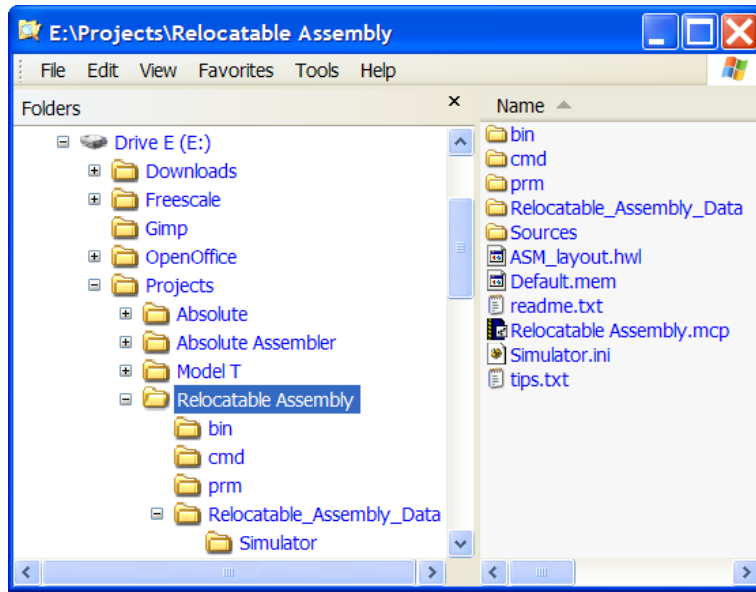 E:\Projects\Relocatable Assembly
File Edit View Favorites Tools Help
Folders
Drive E (E:)
Downloads
Freescale
Gimp
OpenOffice
Projects
Absolute
Absolute Assembler
Model T
Relocatable Assembly
bin
cmd
prm
Relocatable_Assembly_Data
Simulator
Name
bin
cmd
prm
Relocatable_Assembly_Data
Sources
ASM_layout.hwl
Default.mem
readme.txt
Relocatable Assembly.mcp
Simulator.ini
tips.txt